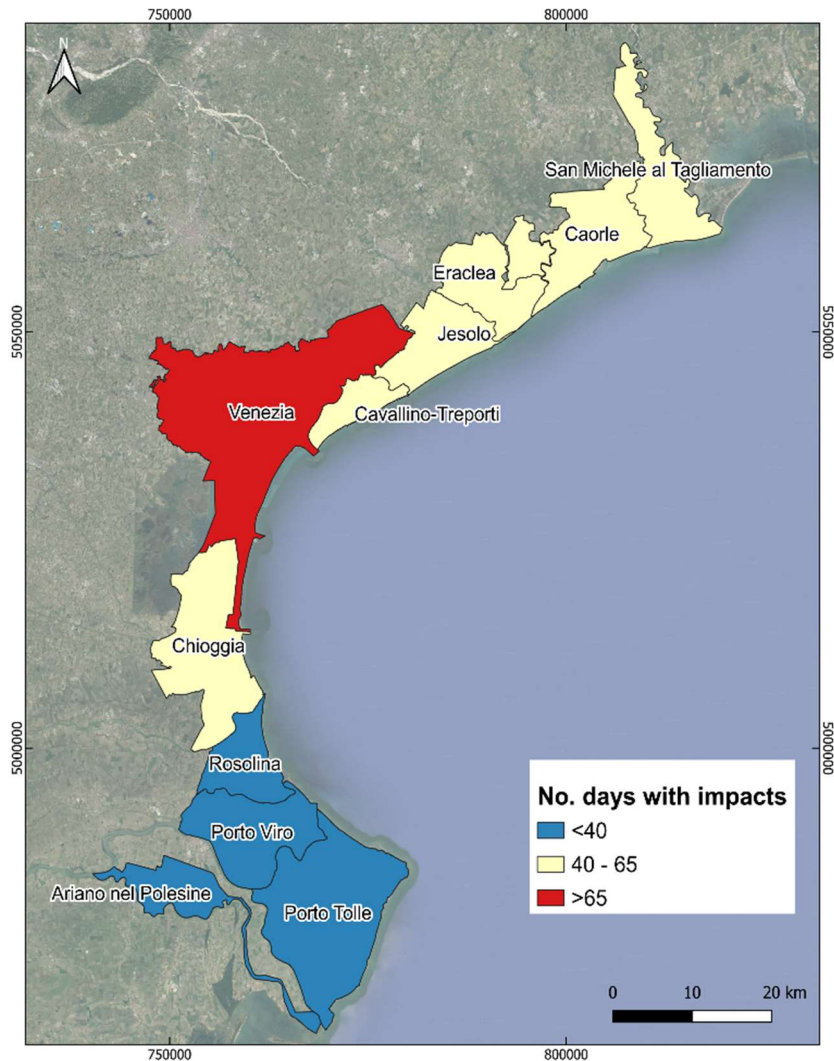 750000
800000
N
San Michele al Tagliamento
Caorle
Eraclea
5050000
Jesolo
5050000
Venezia
Cavallino-Treporti
Chioggia
5000000
Rosolina
5000000
No. days with impacts
<40
40 - 65
>65
Porto Viro
Ariano nel Polesine
Porto Tolle
0 10 20 km
750000
800000